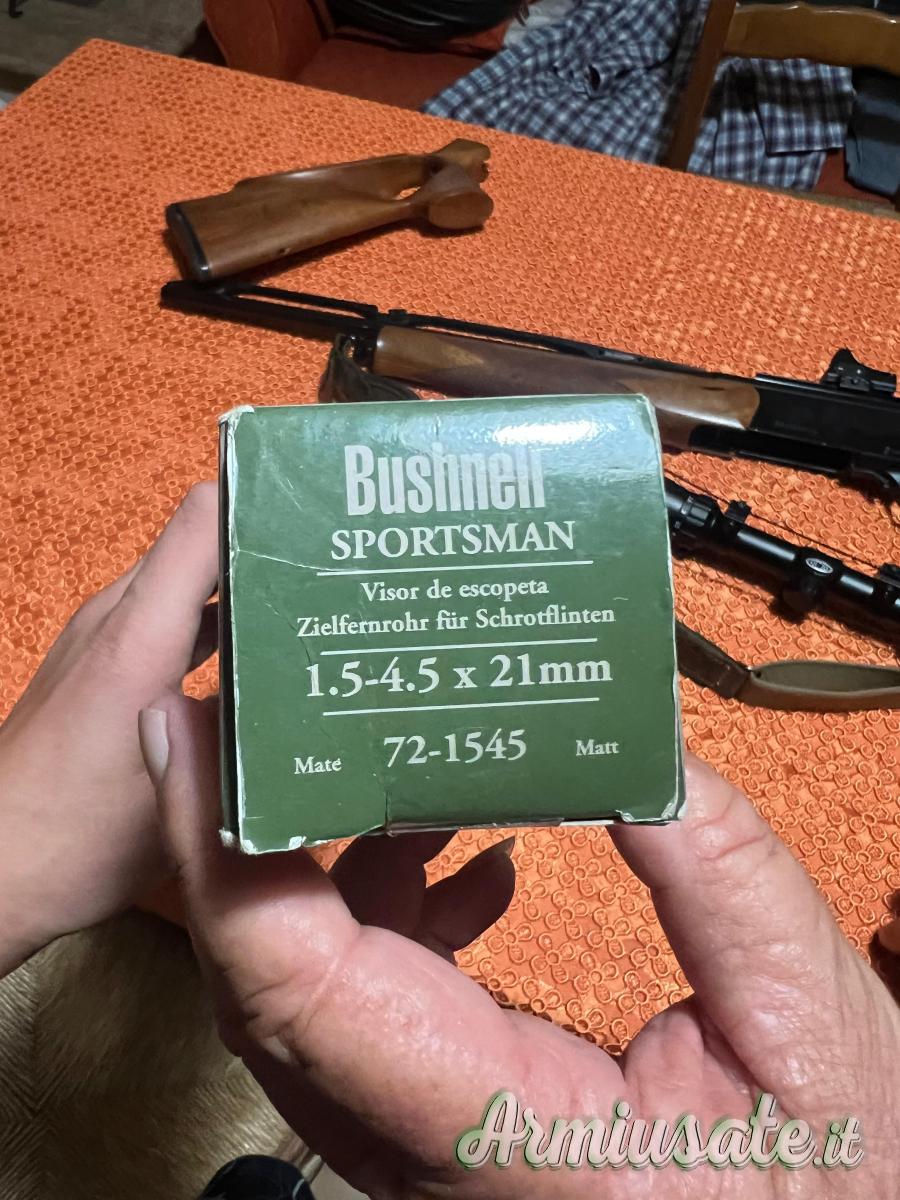 Bushnell
SPORTSMAN
Visor de escopeta
Zielfernrohr für Schrotflinten
1.5-4.5 x 21mm
Mate 72-1545 Matt
Armiusate.it